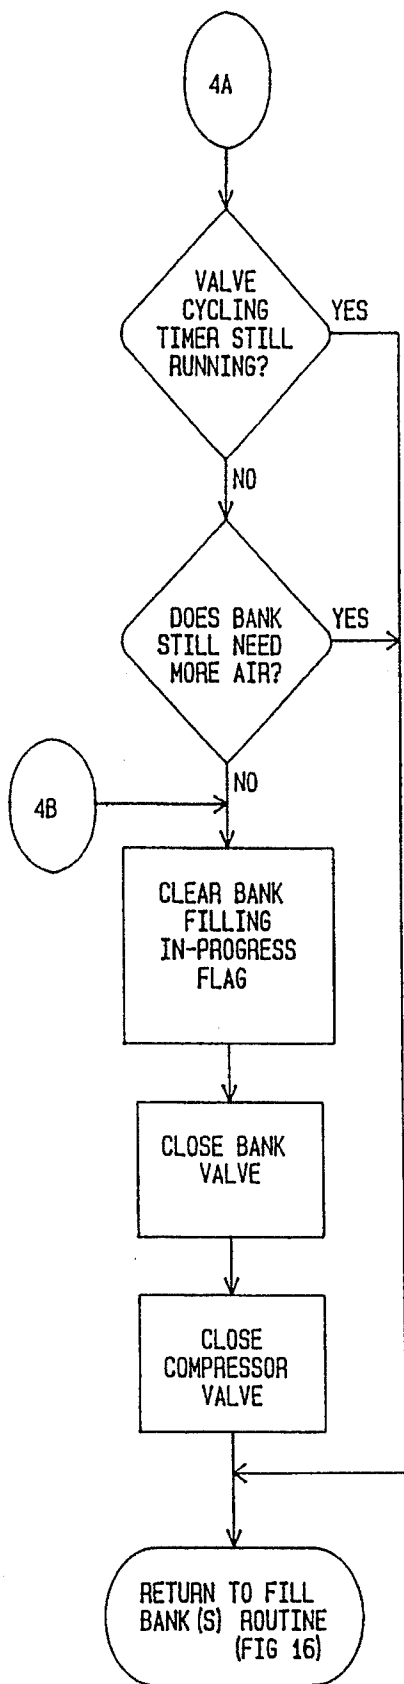 4A
VALVE
CYCLING
TIMER STILL
RUNNING?
YES
NO
DOES BANK
STILL NEED
MORE AIR?
YES
NO
4B
CLEAR BANK
FILLING
IN-PROGRESS
FLAG
CLOSE BANK
VALVE
CLOSE
COMPRESSOR
VALVE
RETURN TO FILL
BANK(S) ROUTINE
(FIG 16)